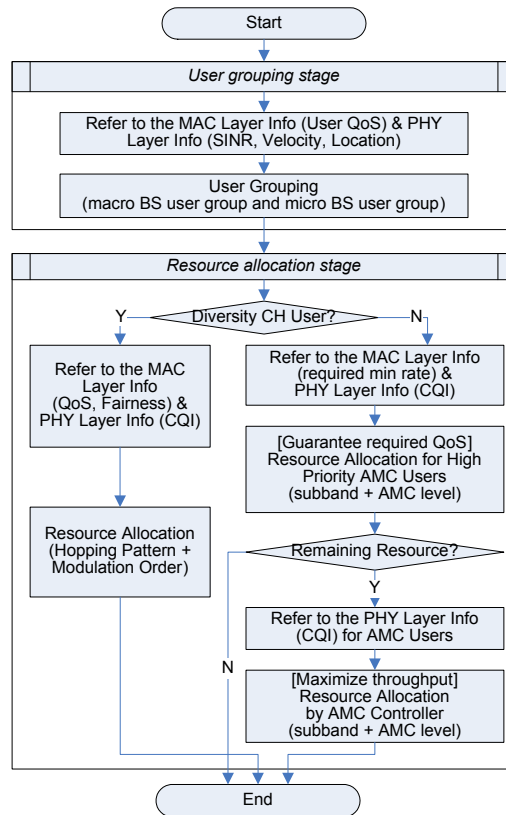 Start
User grouping stage
Refer to the MAC Layer Info (User QoS) & PHY
Layer Info (SINR, Velocity, Location)
User Grouping
(macro BS user group and micro BS user group)
Resource allocation stage
Diversity CH User?
Y
N
Refer to the MAC
Layer Info
(QoS, Fairness) &
PHY Layer Info (CQI)
Refer to the MAC Layer Info
(required min rate) &
PHY Layer Info (CQI)
[Guarantee required QoS]
Resource Allocation for High
Priority AMC Users
(subband + AMC level)
Resource Allocation
(Hopping Pattern +
Modulation Order)
Remaining Resource?
Y
N
Refer to the PHY Layer Info
(CQI) for AMC Users
[Maximize throughput]
Resource Allocation
by AMC Controller
(subband + AMC level)
End